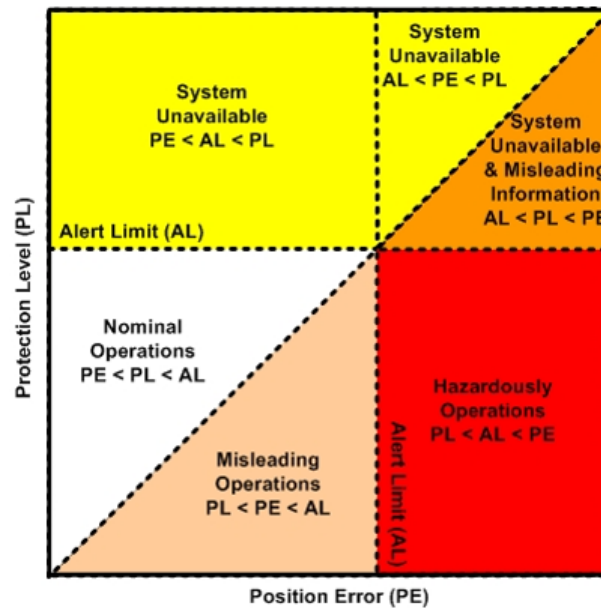 System
Unavailable
AL < PE < PL
System
Unavailable
PE < AL < PL
System
Unavailable
& Misleading
Information
AL < PL < PE
Alert Limit (AL)
Protection Level (PL)
Nominal
Operations
PE < PL < AL
Hazardously
Operations
PL < AL < PE
Misleading
Operations
PL < PE < AL
Alert Limit (AL)
Position Error (PE)